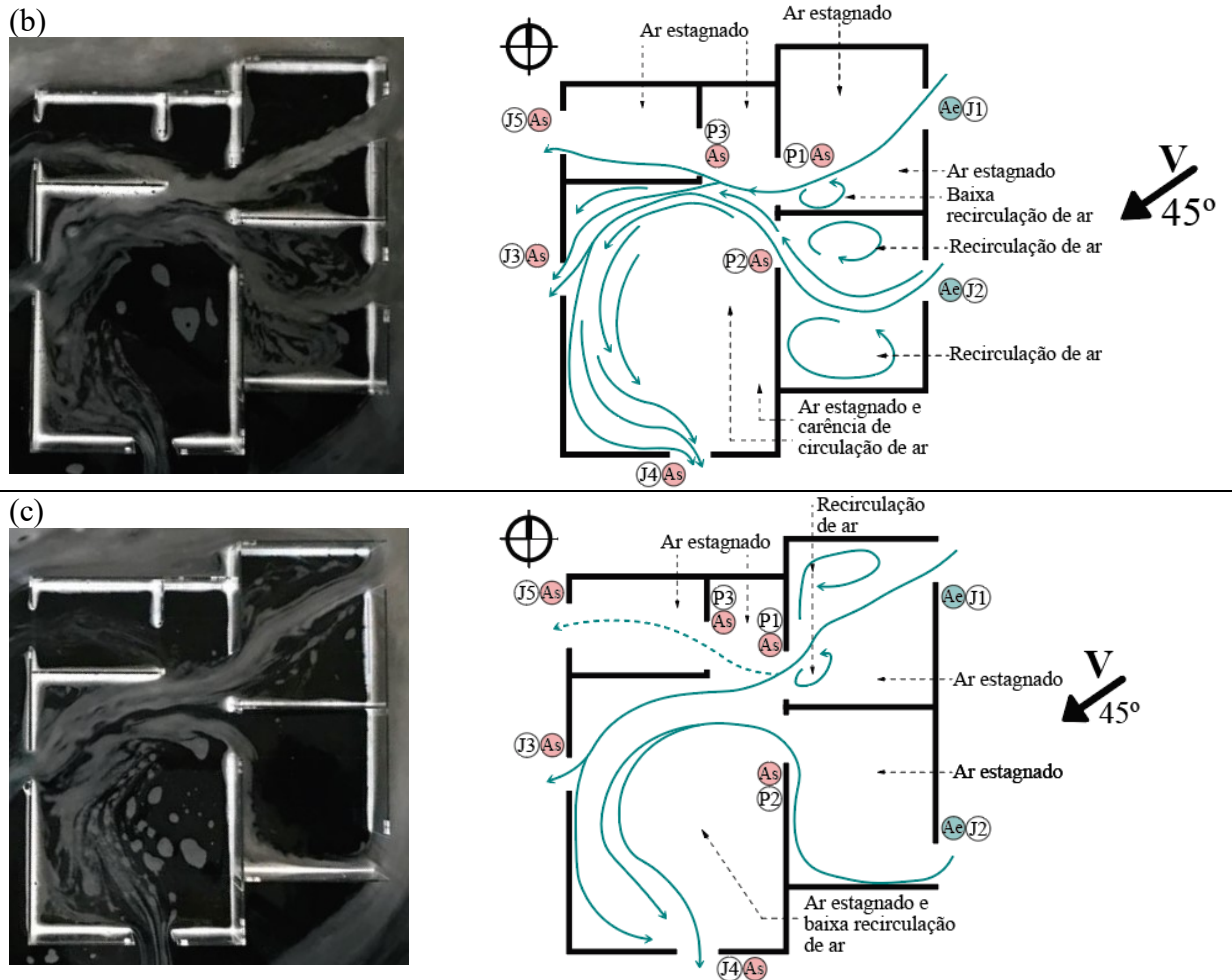 (b)
Ar estagnado
Ar estagnado
J5 As
P3
As
P1 As
Ae J1
Ar estagnado
Baixa
recirculação de ar
V
45º
Recirculação de ar
J3 As
P2 As
Ae J2
Recirculação de ar
Ar estagnado e
carência de
circulação de ar
J4 As
(c)
Recirculação
de ar
Ar estagnado
J5 As
P3
As
P1
As
Ae J1
Ar estagnado
V
45º
J3 As
As
P2
Ar estagnado
Ae J2
Ar estagnado e
baixa recirculação
de ar
J4 As